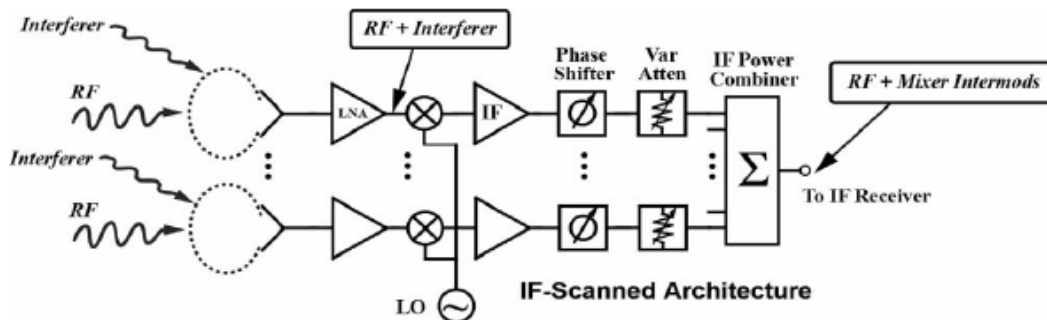 Interferer
RF + Interferer
RF
LNA
IF
Phase
Shifter
Var
Atten
IF Power
Combiner
RF + Mixer Intermods
Φ
Σ
To IF Receiver
Interferer
RF
Φ
LO
IF-Scanned Architecture